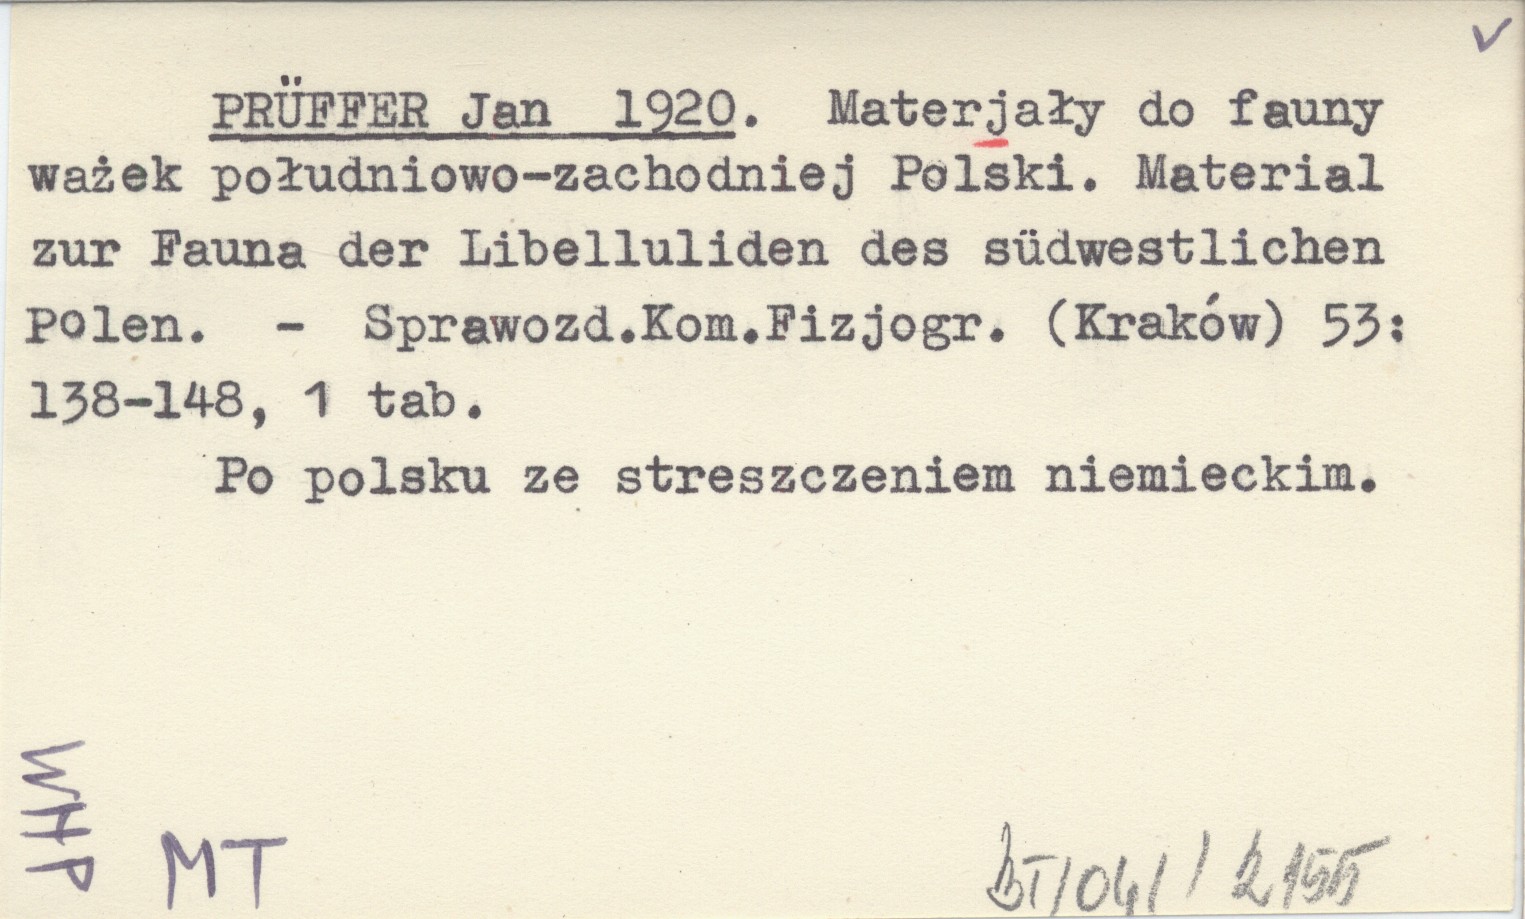 PRÜFFER Jan 1920. Materjały do fauny
ważek południowo-zachodniej Polski. Material
zur Fauna der Libelluliden des südwestlichen
Polen. - Sprawozd.Kom.Fizjogr. (Kraków) 53:
138-148, 1 tab.
Po polsku ze streszczeniem niemieckim.
WHP
MT